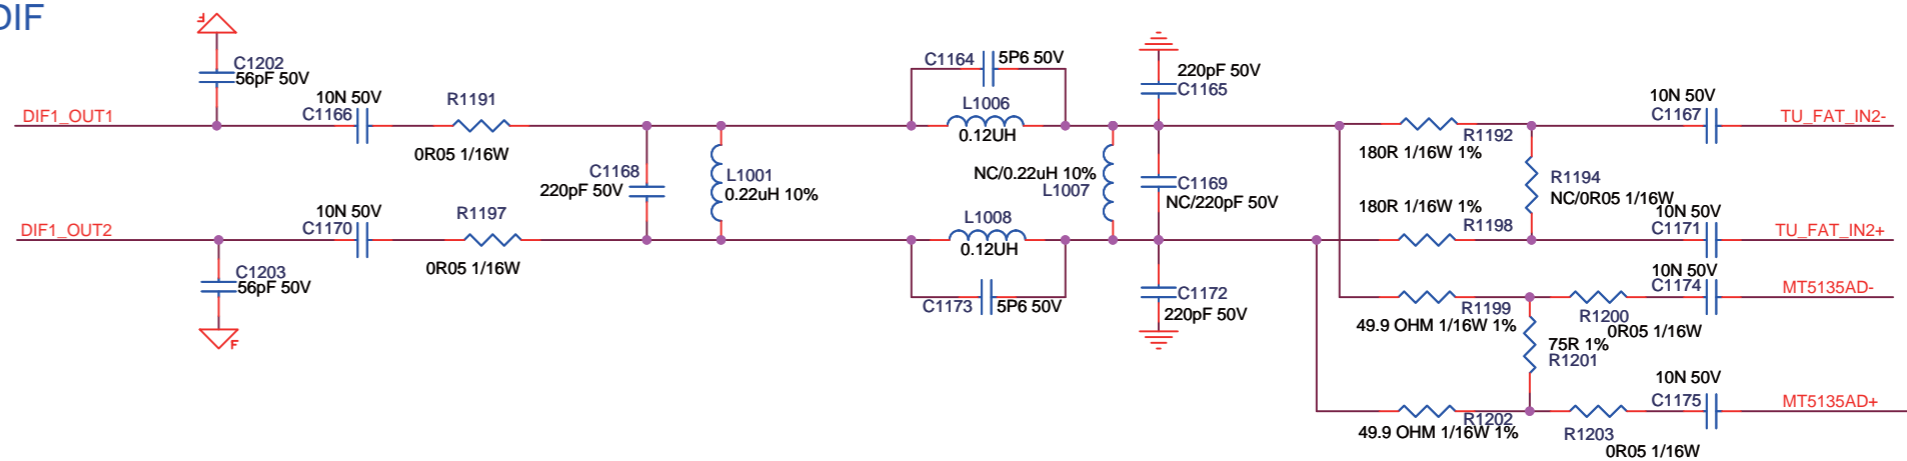 DIF
F
C1202
56pF 50V
DIF1_OUT1
10N 50V
C1166
R1191
0R05 1/16W
C1168
220pF 50V
L1001
0.22uH 10%
C1164
5P6 50V
L1006
0.12UH
220pF 50V
C1165
NC/0.22uH 10%
L1007
C1169
NC/220pF 50V
10N 50V
C1167
TU_FAT_IN2-
R1192
180R 1/16W 1%
R1194
NC/0R05 1/16W
DIF1_OUT2
10N 50V
C1170
R1197
0R05 1/16W
C1203
56pF 50V
F
L1008
0.12UH
C1173
5P6 50V
C1172
220pF 50V
180R 1/16W 1%
R1198
10N 50V
C1171
TU_FAT_IN2+
R1199
49.9 OHM 1/16W 1%
10N 50V
C1174
MT5135AD-
R1200
0R05 1/16W
75R 1%
R1201
10N 50V
C1175
MT5135AD+
R1202
49.9 OHM 1/16W 1%
R1203
0R05 1/16W